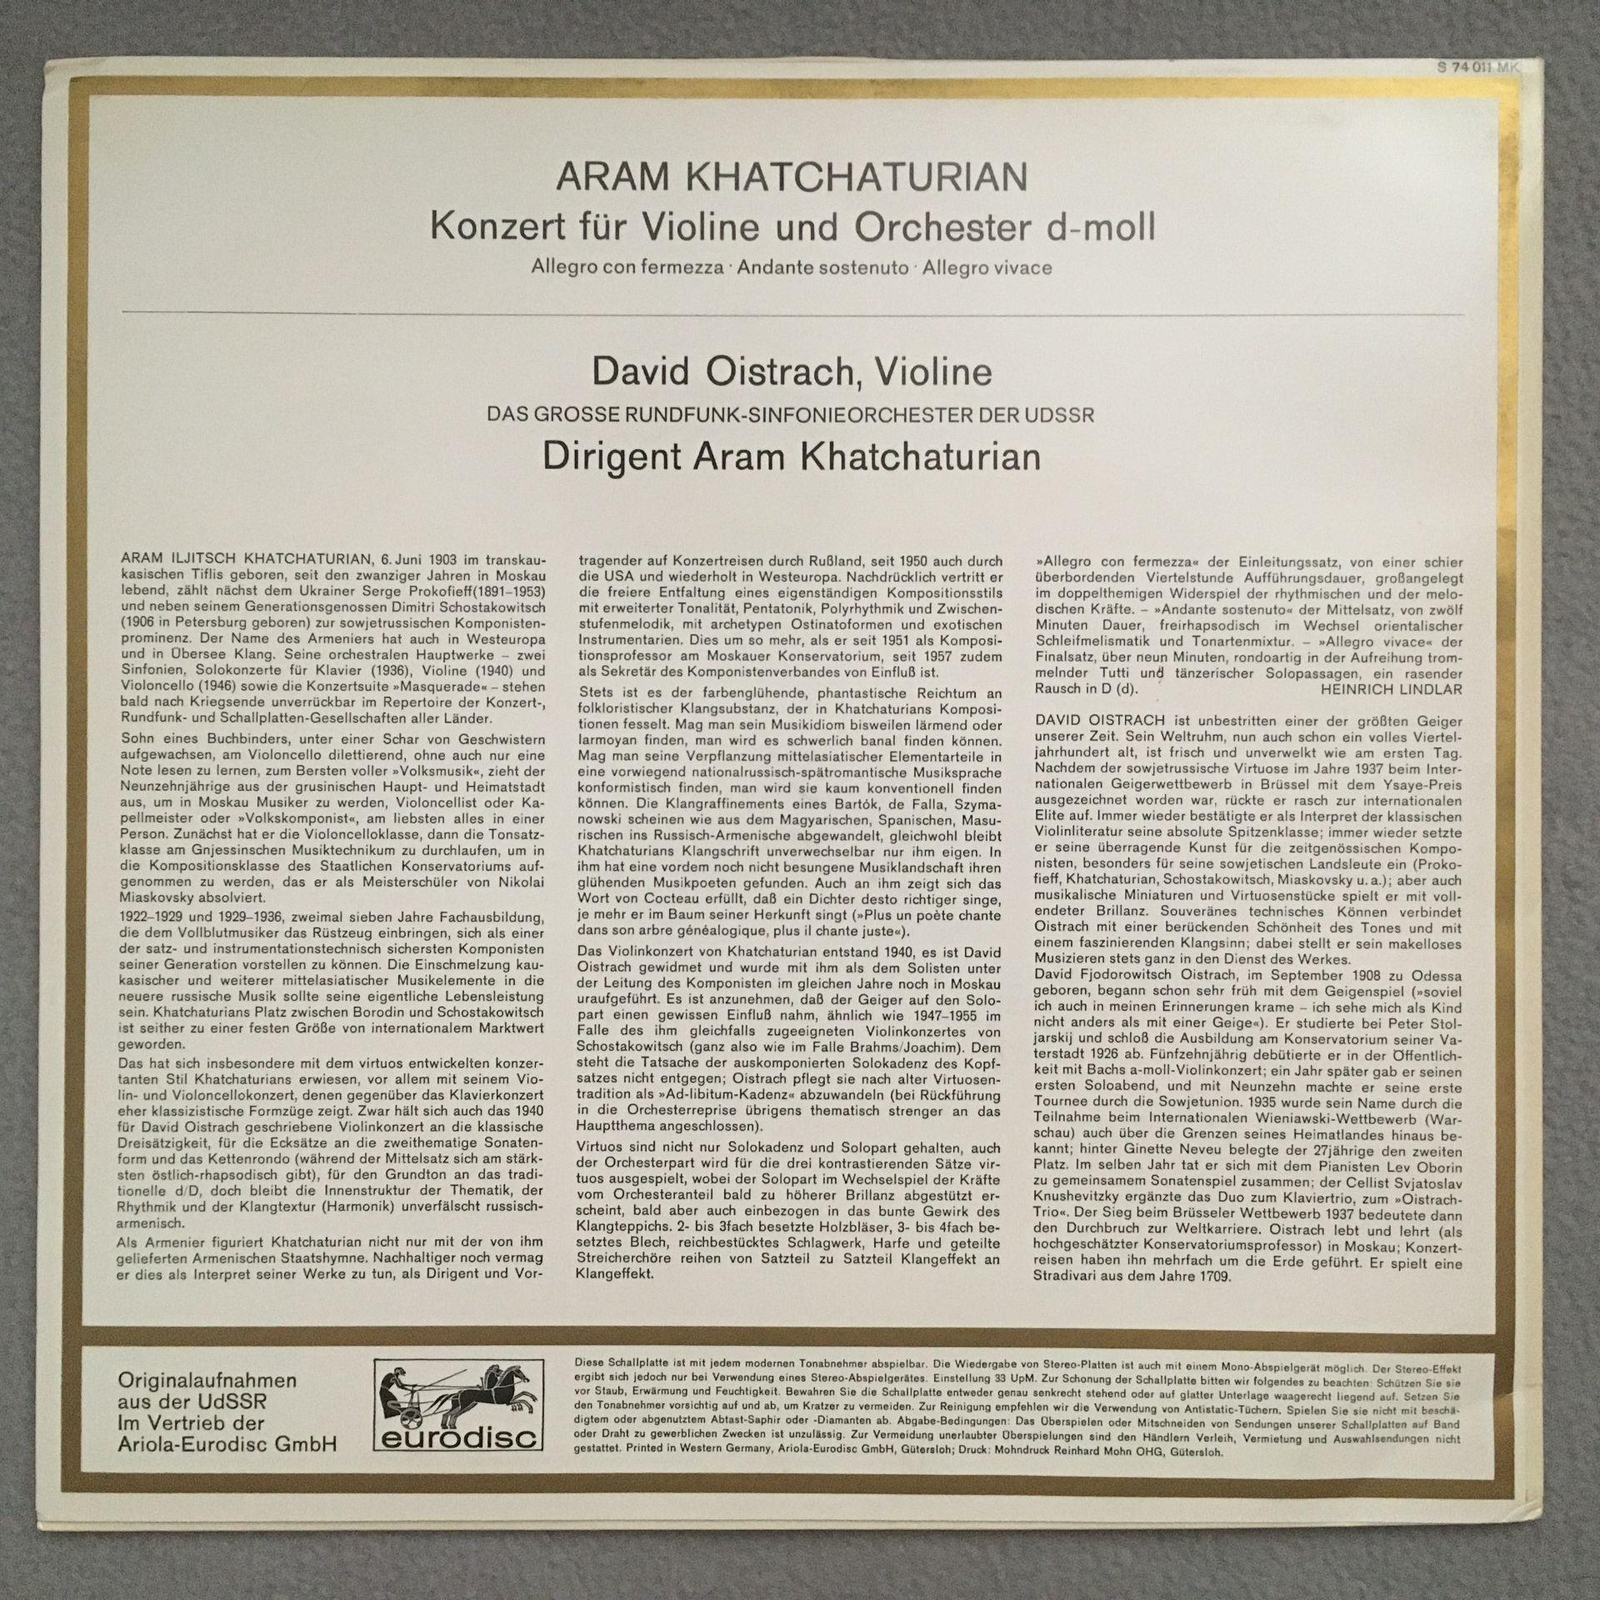 S 74 011 MK
ARAM KHATCHATURIAN
Konzert für Violine und Orchester d-moll
Allegro con fermezza · Andante sostenuto · Allegro vivace
David Oistrach, Violine
DAS GROSSE RUNDFUNK-SINFONIEORCHESTER DER UDSSR
Dirigent Aram Khatchaturian
ARAM ILJITSCH KHATCHATURIAN, 6. Juni 1903 im transkau-
kasischen Tiflis geboren, seit den zwanziger Jahren in Moskau
lebend, zählt nächst dem Ukrainer Serge Prokofieff(1891–1953)
und neben seinem Generationsgenossen Dimitri Schostakowitsch
(1906 in Petersburg geboren) zur sowjetrussischen Komponisten-
prominenz. Der Name des Armeniers hat auch in Westeuropa
und in Übersee Klang. Seine orchestralen Hauptwerke – zwei
Sinfonien, Solokonzerte für Klavier (1936), Violine (1940) und
Violoncello (1946) sowie die Konzertsuite »Masquerade« – stehen
bald nach Kriegsende unverrückbar im Repertoire der Konzert-,
Rundfunk- und Schallplatten-Gesellschaften aller Länder.
Sohn eines Buchbinders, unter einer Schar von Geschwistern
aufgewachsen, am Violoncello dilettierend, ohne auch nur eine
Note lesen zu lernen, zum Bersten voller »Volksmusik«, zieht der
Neunzehnjährige aus der grusinischen Haupt- und Heimatstadt
aus, um in Moskau Musiker zu werden, Violoncellist oder Ka-
pellmeister oder »Volkskomponist«, am liebsten alles in einer
Person. Zunächst hat er die Violoncelloklasse, dann die Tonsatz-
klasse am Gnjessinschen Musiktechnikum zu durchlaufen, um in
die Kompositionsklasse des Staatlichen Konservatoriums auf-
genommen zu werden, das er als Meisterschüler von Nikolai
Miaskovsky absolviert.
1922–1929 und 1929–1936, zweimal sieben Jahre Fachausbildung,
die dem Vollblutmusiker das Rüstzeug einbringen, sich als einer
der satz- und instrumentationstechnisch sichersten Komponisten
seiner Generation vorstellen zu können. Die Einschmelzung kau-
kasischer und weiterer mittelasiatischer Musikelemente in die
neuere russische Musik sollte seine eigentliche Lebensleistung
sein. Khatchaturians Platz zwischen Borodin und Schostakowitsch
ist seither zu einer festen Größe von internationalem Marktwert
geworden.
Das hat sich insbesondere mit dem virtuos entwickelten konzer-
tanten Stil Khatchaturians erwiesen, vor allem mit seinem Vio-
lin- und Violoncellokonzert, denen gegenüber das Klavierkonzert
eher klassizistische Formzüge zeigt. Zwar hält sich auch das 1940
für David Oistrach geschriebene Violinkonzert an die klassische
Dreisätzigkeit, für die Ecksätze an die zweithematige Sonaten-
form und das Kettenrondo (während der Mittelsatz sich am stärk-
sten östlich-rhapsodisch gibt), für den Grundton an das tradi-
tionelle d/D, doch bleibt die Innenstruktur der Thematik, der
Rhythmik und der Klangtextur (Harmonik) unverfälscht russisch-
armenisch.
Als Armenier figuriert Khatchaturian nicht nur mit der von ihm
gelieferten Armenischen Staatshymne. Nachhaltiger noch vermag
er dies als Interpret seiner Werke zu tun, als Dirigent und Vor-
tragender auf Konzertreisen durch Rußland, seit 1950 auch durch
die USA und wiederholt in Westeuropa. Nachdrücklich vertritt er
die freiere Entfaltung eines eigenständigen Kompositionsstils
mit erweiterter Tonalität, Pentatonik, Polyrhythmik und Zwischen-
stufenmelodik, mit archetypen Ostinatoformen und exotischen
Instrumentarien. Dies um so mehr, als er seit 1951 als Komposi-
tionsprofessor am Moskauer Konservatorium, seit 1957 zudem
als Sekretär des Komponistenverbandes von Einfluß ist.
Stets ist es der farbenglühende, phantastische Reichtum an
folkloristischer Klangsubstanz, der in Khatchaturians Komposi-
tionen fesselt. Mag man sein Musikidiom bisweilen lärmend oder
larmoyan finden, man wird es schwerlich banal finden können.
Mag man seine Verpflanzung mittelasiatischer Elementarteile in
eine vorwiegend nationalrussisch-spätromantische Musiksprache
konformistisch finden, man wird sie kaum konventionell finden
können. Die Klangraffinements eines Bartók, de Falla, Szyma-
nowski scheinen wie aus dem Magyarischen, Spanischen, Masu-
rischen ins Russisch-Armenische abgewandelt, gleichwohl bleibt
Khatchaturians Klangschrift unverwechselbar nur ihm eigen. In
ihm hat eine vordem noch nicht besungene Musiklandschaft ihren
glühenden Musikpoeten gefunden. Auch an ihm zeigt sich das
Wort von Cocteau erfüllt, daß ein Dichter desto richtiger singe,
je mehr er im Baum seiner Herkunft singt (»Plus un poète chante
dans son arbre généalogique, plus il chante juste«).
Das Violinkonzert von Khatchaturian entstand 1940, es ist David
Oistrach gewidmet und wurde mit ihm als dem Solisten unter
der Leitung des Komponisten im gleichen Jahre noch in Moskau
uraufgeführt. Es ist anzunehmen, daß der Geiger auf den Solo-
part einen gewissen Einfluß nahm, ähnlich wie 1947–1955 im
Falle des ihm gleichfalls zugeeigneten Violinkonzertes von
Schostakowitsch (ganz also wie im Falle Brahms/Joachim). Dem
steht die Tatsache der auskomponierten Solokadenz des Kopf-
satzes nicht entgegen; Oistrach pflegt sie nach alter Virtuosen-
tradition als »Ad-libitum-Kadenz« abzuwandeln (bei Rückführung
in die Orchesterreprise übrigens thematisch strenger an das
Hauptthema angeschlossen).
Virtuos sind nicht nur Solokadenz und Solopart gehalten, auch
der Orchesterpart wird für die drei kontrastierenden Sätze vir-
tuos ausgespielt, wobei der Solopart im Wechselspiel der Kräfte
vom Orchesteranteil bald zu höherer Brillanz abgestützt er-
scheint, bald aber auch einbezogen in das bunte Gewirk des
Klangteppichs. 2- bis 3fach besetzte Holzbläser, 3- bis 4fach be-
setztes Blech, reichbestücktes Schlagwerk, Harfe und geteilte
Streicherchöre reihen von Satzteil zu Satzteil Klangeffekt an
Klangeffekt.
»Allegro con fermezza« der Einleitungssatz, von einer schier
überbordenden Viertelstunde Aufführungsdauer, großangelegt
im doppelthemigen Widerspiel der rhythmischen und der melo-
dischen Kräfte. – »Andante sostenuto« der Mittelsatz, von zwölf
Minuten Dauer, freirhapsodisch im Wechsel orientalischer
Schleifmelismatik und Tonartenmixtur. – »Allegro vivace« der
Finalsatz, über neun Minuten, rondoartig in der Aufreihung trom-
melnder Tutti und tänzerischer Solopassagen, ein rasender
Rausch in D (d). HEINRICH LINDLAR
DAVID OISTRACH ist unbestritten einer der größten Geiger
unserer Zeit. Sein Weltruhm, nun auch schon ein volles Viertel-
jahrhundert alt, ist frisch und unverwelkt wie am ersten Tag.
Nachdem der sowjetrussische Virtuose im Jahre 1937 beim Inter-
nationalen Geigerwettbewerb in Brüssel mit dem Ysaye-Preis
ausgezeichnet worden war, rückte er rasch zur internationalen
Elite auf. Immer wieder bestätigte er als Interpret der klassischen
Violinliteratur seine absolute Spitzenklasse; immer wieder setzte
er seine überragende Kunst für die zeitgenössischen Kompo-
nisten, besonders für seine sowjetischen Landsleute ein (Proko-
fieff, Khatchaturian, Schostakowitsch, Miaskovsky u. a.); aber auch
musikalische Miniaturen und Virtuosenstücke spielt er mit voll-
endeter Brillanz. Souveränes technisches Können verbindet
Oistrach mit einer berückenden Schönheit des Tones und mit
einem faszinierenden Klangsinn; dabei stellt er sein makelloses
Musizieren stets ganz in den Dienst des Werkes.
David Fjodorowitsch Oistrach, im September 1908 zu Odessa
geboren, begann schon sehr früh mit dem Geigenspiel (»soviel
ich auch in meinen Erinnerungen krame – ich sehe mich als Kind
nicht anders als mit einer Geige«). Er studierte bei Peter Stol-
jarskij und schloß die Ausbildung am Konservatorium seiner Va-
terstadt 1926 ab. Fünfzehnjährig debütierte er in der Öffentlich-
keit mit Bachs a-moll-Violinkonzert; ein Jahr später gab er seinen
ersten Soloabend, und mit Neunzehn machte er seine erste
Tournee durch die Sowjetunion. 1935 wurde sein Name durch die
Teilnahme beim Internationalen Wieniawski-Wettbewerb (War-
schau) auch über die Grenzen seines Heimatlandes hinaus be-
kannt; hinter Ginette Neveu belegte der 27jährige den zweiten
Platz. Im selben Jahr tat er sich mit dem Pianisten Lev Oborin
zu gemeinsamem Sonatenspiel zusammen; der Cellist Svjatoslav
Knushevitzky ergänzte das Duo zum Klaviertrio, zum »Oistrach-
Trio«. Der Sieg beim Brüsseler Wettbewerb 1937 bedeutete dann
den Durchbruch zur Weltkarriere. Oistrach lebt und lehrt (als
hochgeschätzter Konservatoriumsprofessor) in Moskau; Konzert-
reisen haben ihn mehrfach um die Erde geführt. Er spielt eine
Stradivari aus dem Jahre 1709.
Originalaufnahmen
aus der UdSSR
Im Vertrieb der
Ariola-Eurodisc GmbH
eurodisc
Diese Schallplatte ist mit jedem modernen Tonabnehmer abspielbar. Die Wiedergabe von Stereo-Platten ist auch mit einem Mono-Abspielgerät möglich. Der Stereo-Effekt
ergibt sich jedoch nur bei Verwendung eines Stereo-Abspielgerätes. Einstellung 33 UpM. Zur Schonung der Schallplatte bitten wir folgendes zu beachten: Schützen Sie sie
vor Staub, Erwärmung und Feuchtigkeit. Bewahren Sie die Schallplatte entweder genau senkrecht stehend oder auf glatter Unterlage waagerecht liegend auf. Setzen Sie
den Tonabnehmer vorsichtig auf und ab, um Kratzer zu vermeiden. Zur Reinigung empfehlen wir die Verwendung von Antistatic-Tüchern. Spielen Sie sie nicht mit beschä-
digtem oder abgenutztem Abtast-Saphir oder -Diamanten ab. Abgabe-Bedingungen: Das Überspielen oder Mitschneiden von Sendungen unserer Schallplatten auf Band
oder Draht zu gewerblichen Zwecken ist unzulässig. Zur Vermeidung unerlaubter Überspielungen sind den Händlern Verleih, Vermietung und Auswahlsendungen nicht
gestattet. Printed in Western Germany, Ariola-Eurodisc GmbH, Gütersloh; Druck: Mohndruck Reinhard Mohn OHG, Gütersloh.